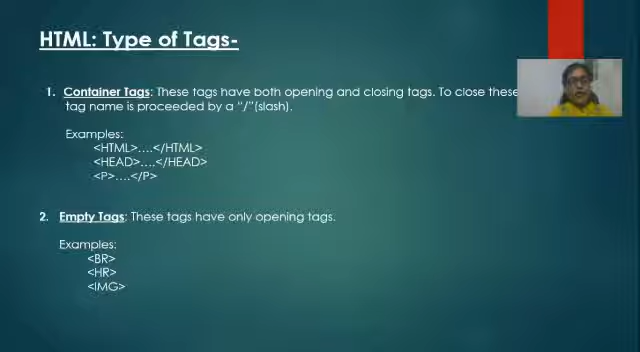 HTML: Type of Tags-
1. Container Tags: These tags have both opening and closing tags. To close these
tag name is proceeded by a “/”(slash).
Examples:
<HTML>....</HTML>
<HEAD>....</HEAD>
<P>....</P>
2. Empty Tags: These tags have only opening tags.
Examples:
<BR>
<HR>
<IMG>